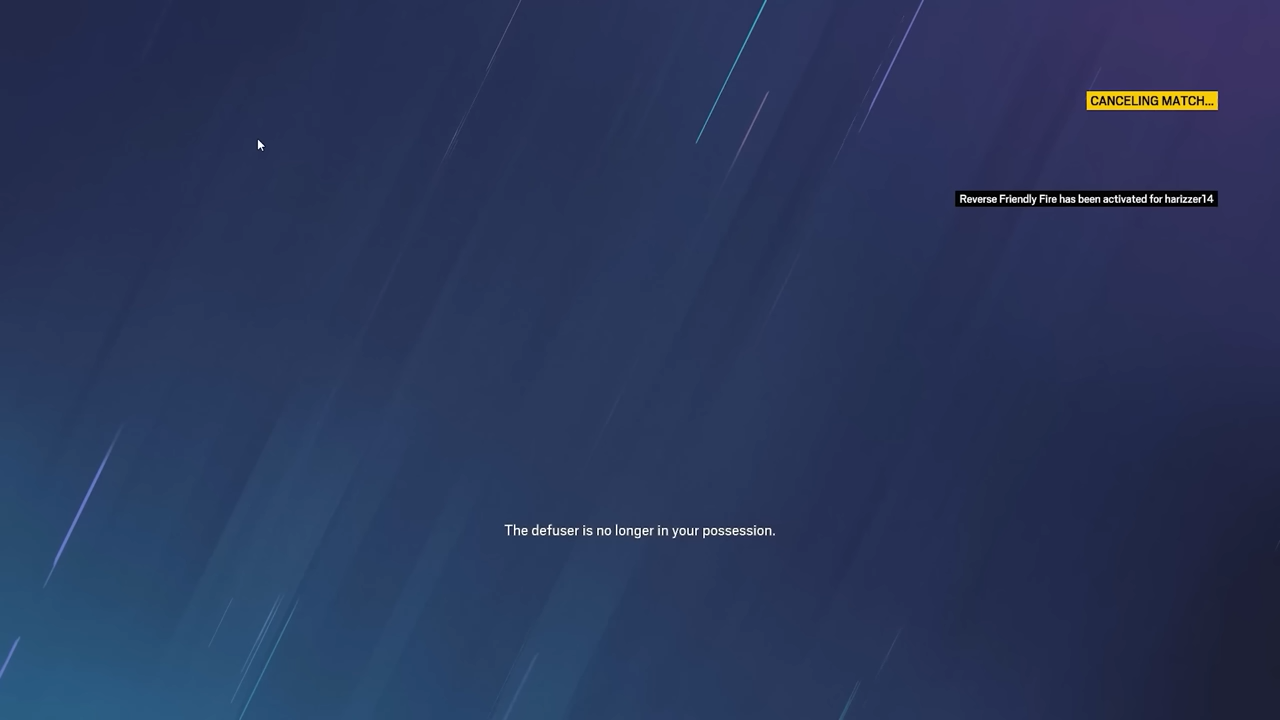 CANCELING MATCH...
Reverse Friendly Fire has been activated for harizzer14
The defuser is no longer in your possession.